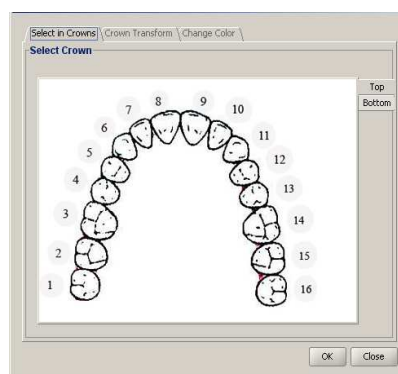 Select in Crowns Crown Transform Change Color
Select Crown
Top
Bottom
8 9
7 10
6 11
5 12
4 13
3 14
2 15
1 16
OK Close